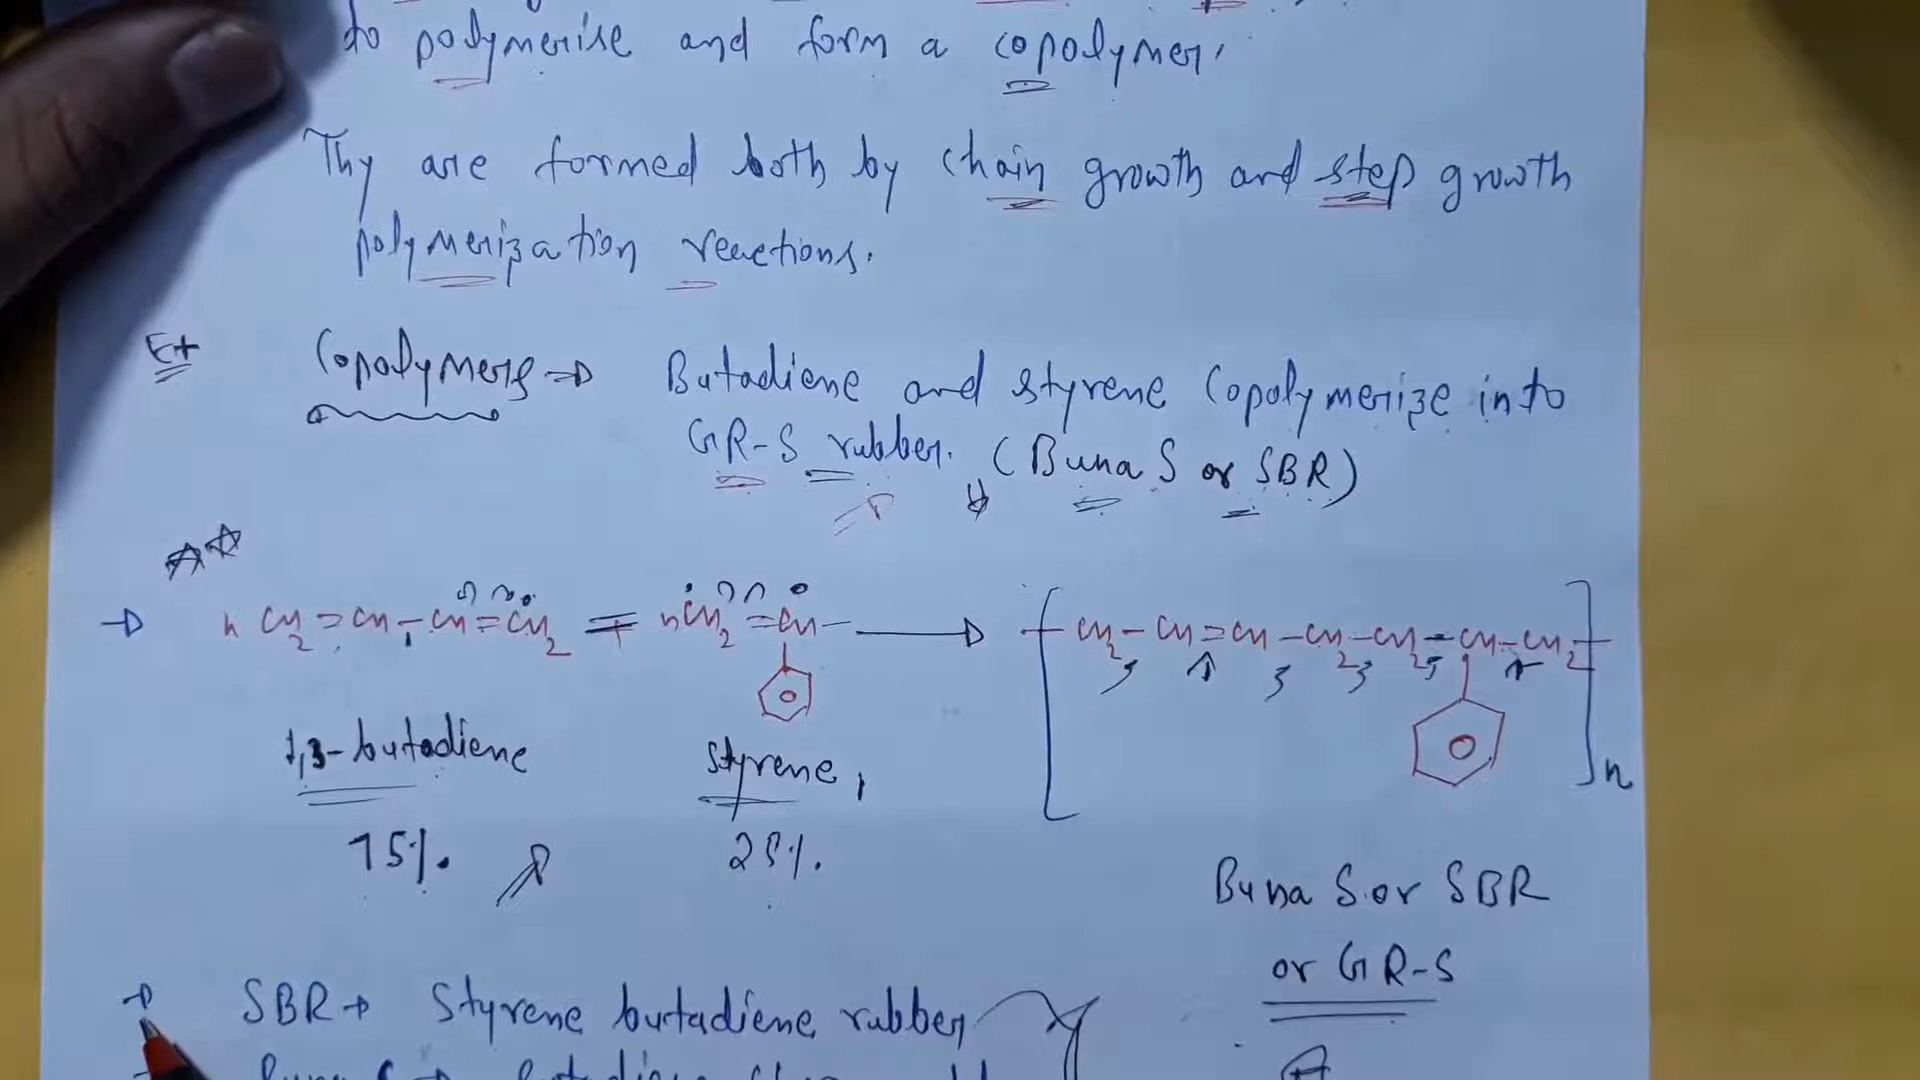 to polymerise and form a copolymer.
Thy are formed both by chain growth and step growth
polymerization reactions.
Ex Copolymers → Butadiene and styrene copolymerize into
GR-S rubber. (Buna S or SBR)
→ n CH2=CH-CH=CH2 + nCH2=CH- → [CH2-CH=CH-CH2-CH2-CH-CH2]n
1,3-butadiene styrene,
75%. 25%.
Buna S or SBR
or GR-S
→ SBR → Styrene butadiene rubber